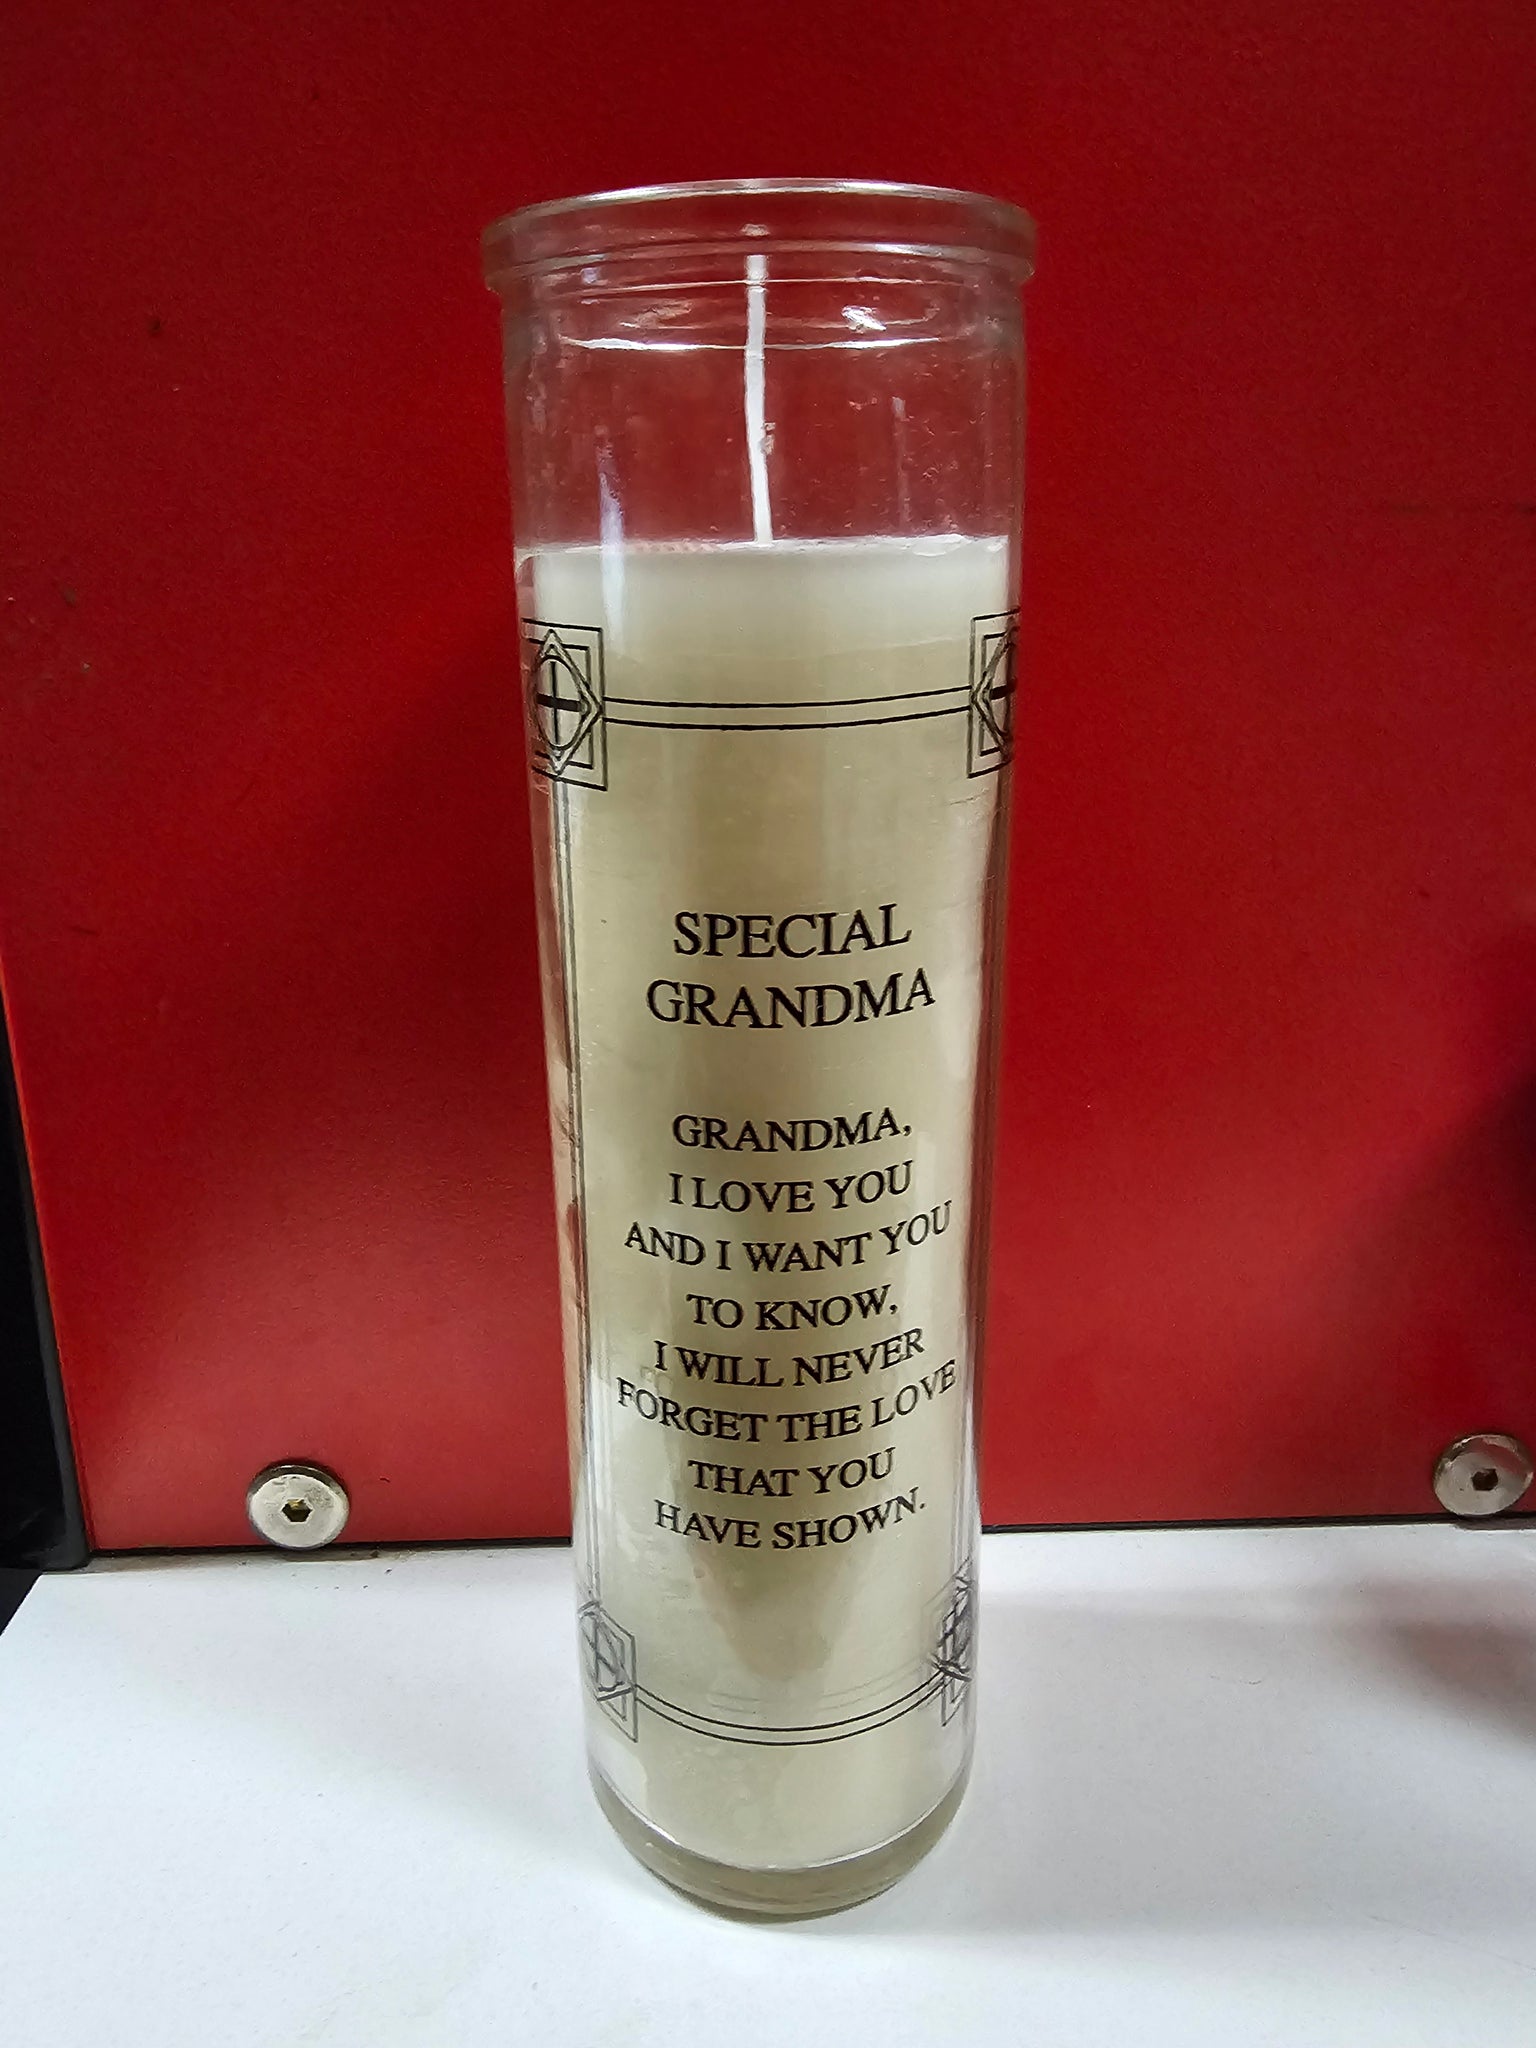 SPECIAL
GRANDMA
GRANDMA,
I LOVE YOU
AND I WANT YOU
TO KNOW,
I WILL NEVER
FORGET THE LOVE
THAT YOU
HAVE SHOWN.